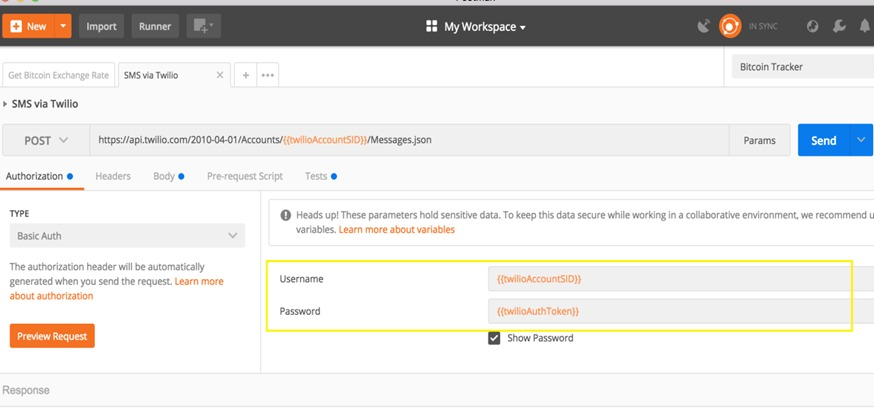 New Import Runner My Workspace IN SYNC
Get Bitcoin Exchange Rate SMS via Twilio Bitcoin Tracker
SMS via Twilio
POST https://api.twilio.com/2010-04-01/Accounts/{{twilioAccountSID}}/Messages.json Params Send
Authorization Headers Body Pre-request Script Tests
TYPE
Basic Auth
The authorization header will be automatically
generated when you send the request. Learn more
about authorization
Preview Request
Heads up! These parameters hold sensitive data. To keep this data secure while working in a collaborative environment, we recommend
variables. Learn more about variables
Username {{twilioAccountSID}}
Password {{twilioAuthToken}}
Show Password
Response